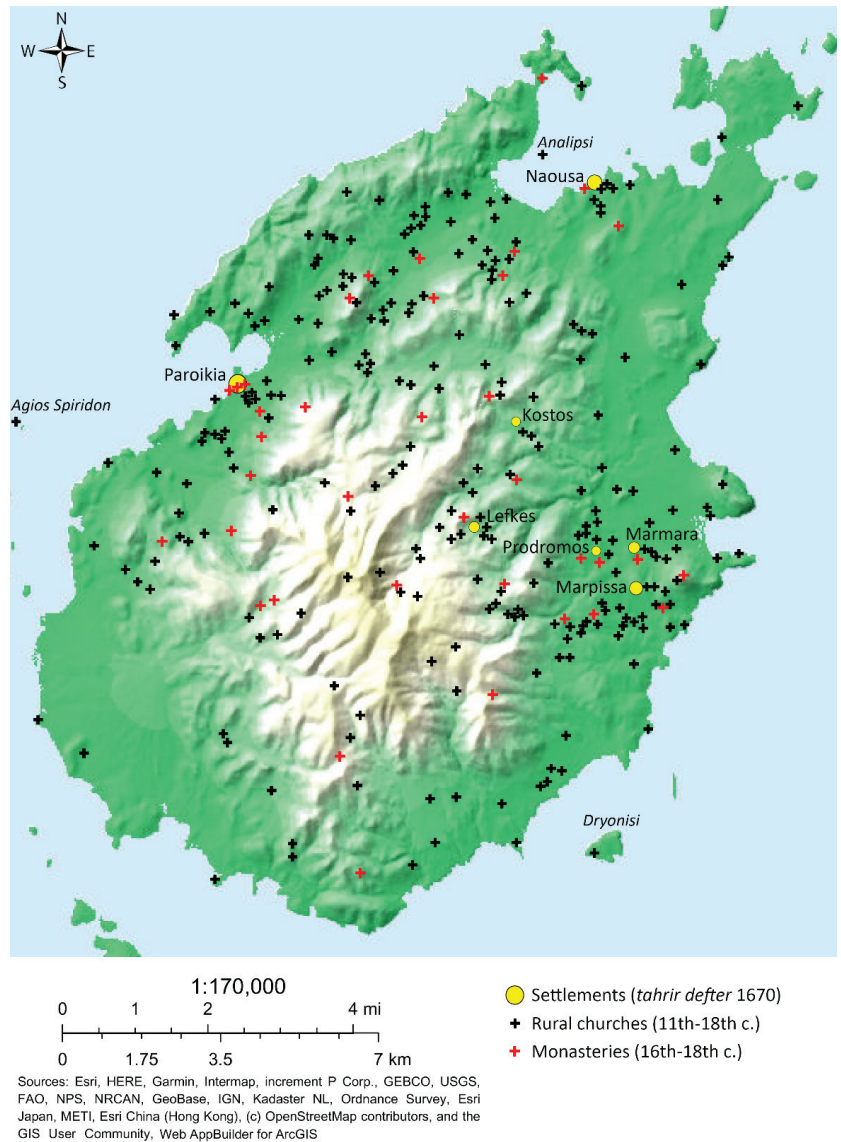 N
W E
S
Analipsi
Naousa
Paroikia
Agios Spiridon
Kostos
Lefkes
Prodromos
Marmara
Marpissa
Dryonisi
1:170,000
0 1 2 4 mi
0 1.75 3.5 7 km
Settlements (tahrir defter 1670)
Rural churches (11th-18th c.)
Monasteries (16th-18th c.)
Sources: Esri, HERE, Garmin, Intermap, increment P Corp., GEBCO, USGS,
FAO, NPS, NRCAN, GeoBase, IGN, Kadaster NL, Ordnance Survey, Esri
Japan, METI, Esri China (Hong Kong), (c) OpenStreetMap contributors, and the
GIS User Community, Web AppBuilder for ArcGIS